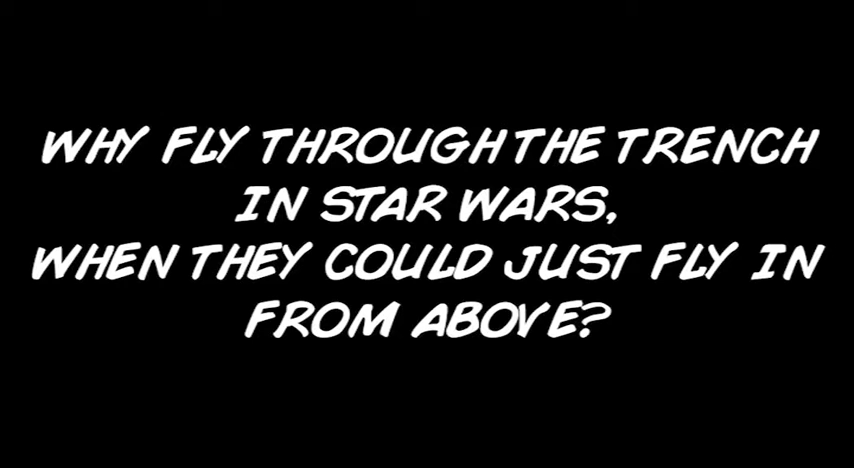 WHY FLY THROUGH THE TRENCH
IN STAR WARS,
WHEN THEY COULD JUST FLY IN
FROM ABOVE?